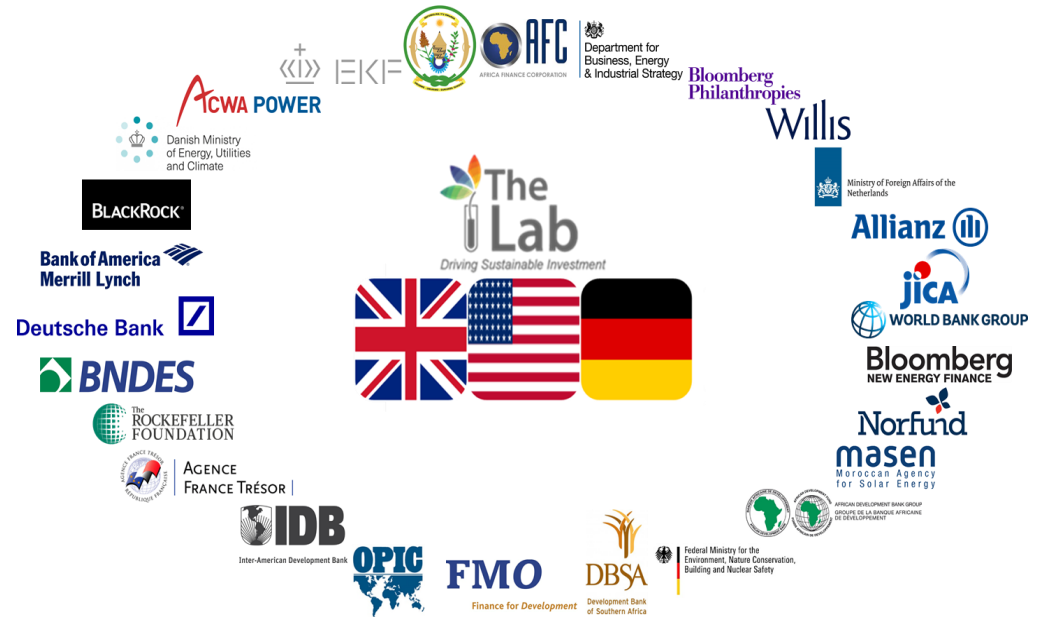 EKF
AFC
AFRICA FINANCE CORPORATION
Department for
Business, Energy
& Industrial Strategy
Bloomberg
Philanthropies
Willis
Ministry of Foreign Affairs of the
Netherlands
Allianz
jICA
WORLD BANK GROUP
Bloomberg
NEW ENERGY FINANCE
Norfund
masen
Moroccan Agency
for Solar Energy
AFRICAN DEVELOPMENT BANK GROUP
GROUPE DE LA BANQUE AFRICAINE
DE DÉVELOPPEMENT
Federal Ministry for the
Environment, Nature Conservation,
Building and Nuclear Safety
DBSA
Development Bank
of Southern Africa
FMO
Finance for Development
OPIC
IDB
Inter-American Development Bank
AGENCE FRANCE TRÉSOR
RÉPUBLIQUE FRANÇAISE
AGENCE
FRANCE TRÉSOR
The
ROCKEFELLER
FOUNDATION
BNDES
Deutsche Bank
Bank of America
Merrill Lynch
BLACKROCK®
Danish Ministry
of Energy, Utilities
and Climate
ACWA POWER
The
Lab
Driving Sustainable Investment